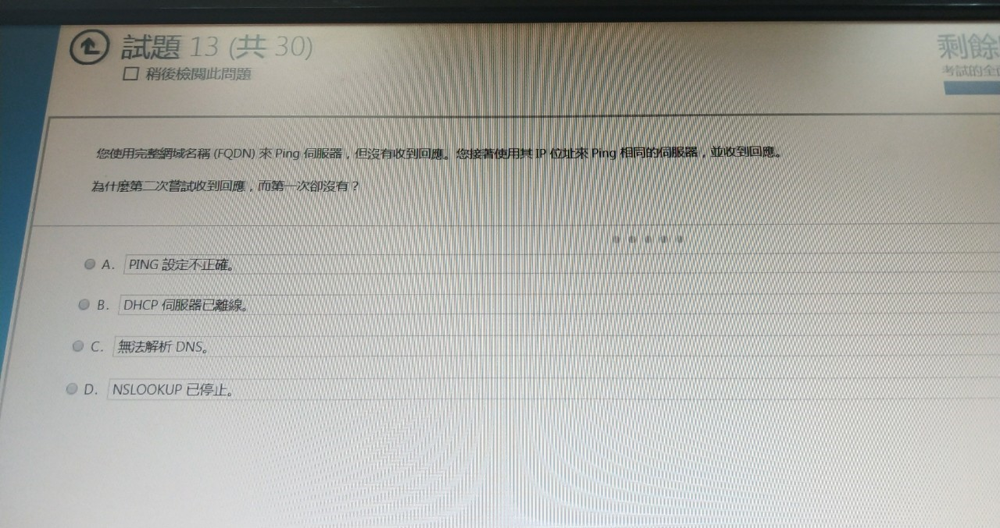 試題 13 (共 30)
稍後檢閱此問題
剩餘
考試的全
您使用完整網域名稱 (FQDN) 來 Ping 伺服器，但沒有收到回應。您接著使用其 IP 位址來 Ping 相同的伺服器，並收到回應。
為什麼第二次嘗試收到回應，而第一次卻沒有？
A. PING 設定不正確。
B. DHCP 伺服器已離線。
C. 無法解析 DNS。
D. NSLOOKUP 已停止。